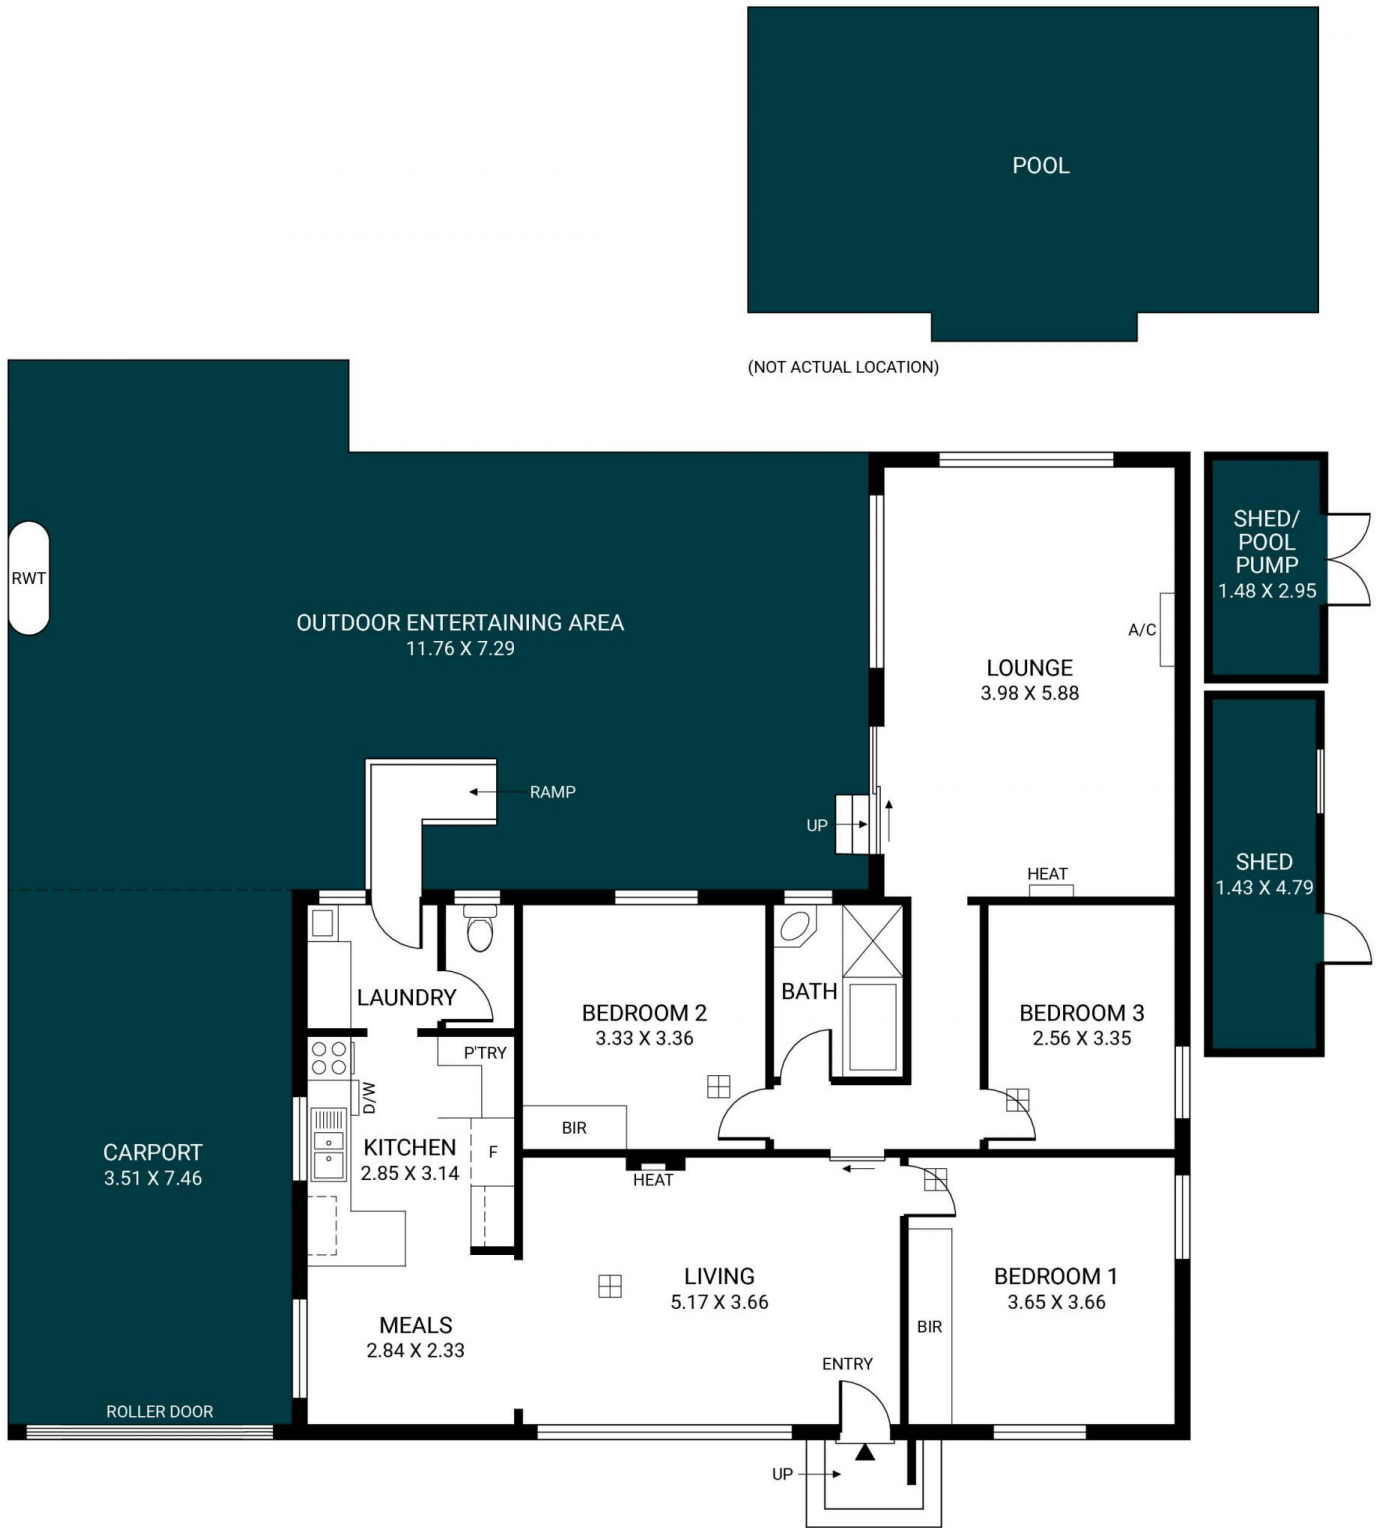 POOL
(NOT ACTUAL LOCATION)
SHED/
POOL
PUMP
1.48 X 2.95
RWT
OUTDOOR ENTERTAINING AREA
11.76 X 7.29
A/C
LOUNGE
3.98 X 5.88
RAMP
UP
HEAT
SHED
1.43 X 4.79
LAUNDRY
BATH
BEDROOM 2
3.33 X 3.36
BEDROOM 3
2.56 X 3.35
P'TRY
D/W
BIR
CARPORT
3.51 X 7.46
KITCHEN
2.85 X 3.14
F
HEAT
LIVING
5.17 X 3.66
BEDROOM 1
3.65 X 3.66
BIR
MEALS
2.84 X 2.33
ENTRY
ROLLER DOOR
UP